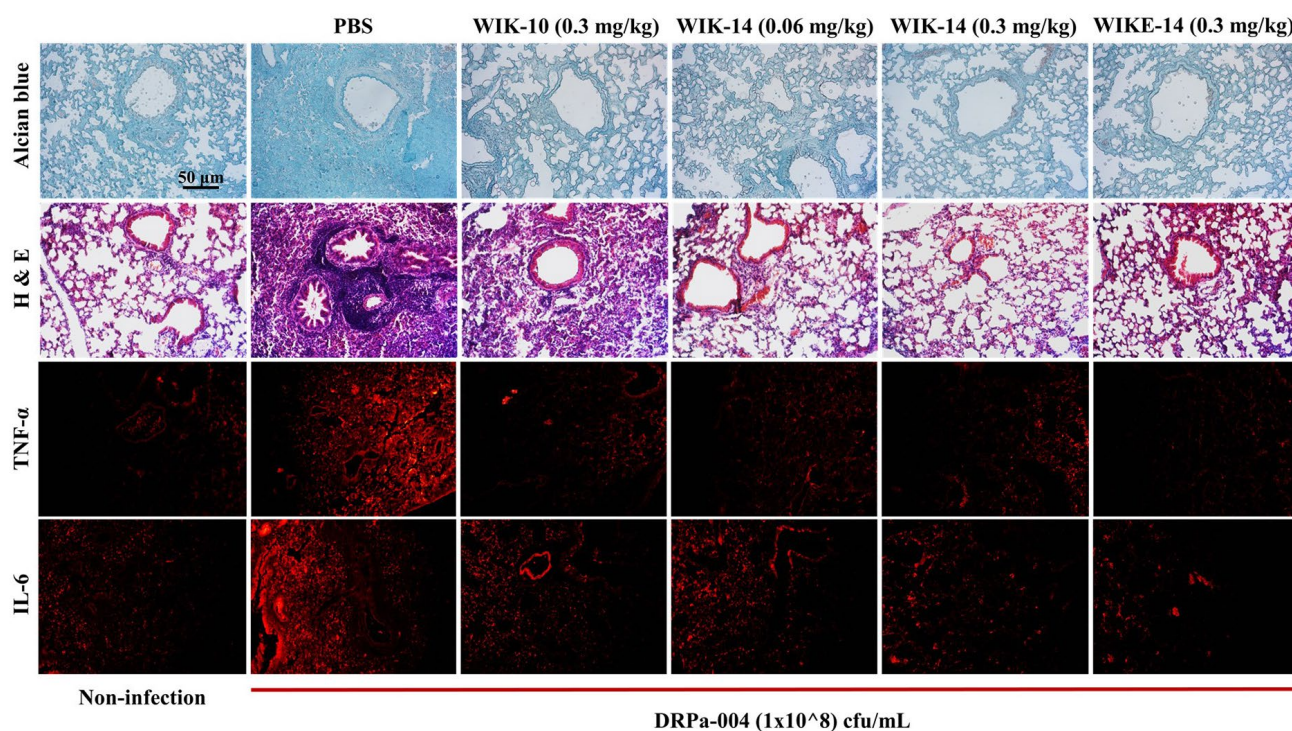 PBS
WIK-10 (0.3 mg/kg)
WIK-14 (0.06 mg/kg)
WIK-14 (0.3 mg/kg)
WIKE-14 (0.3 mg/kg)
Alcian blue
50 µm
H & E
TNF-α
IL-6
Non-infection
DRPa-004 (1x10^8) cfu/mL